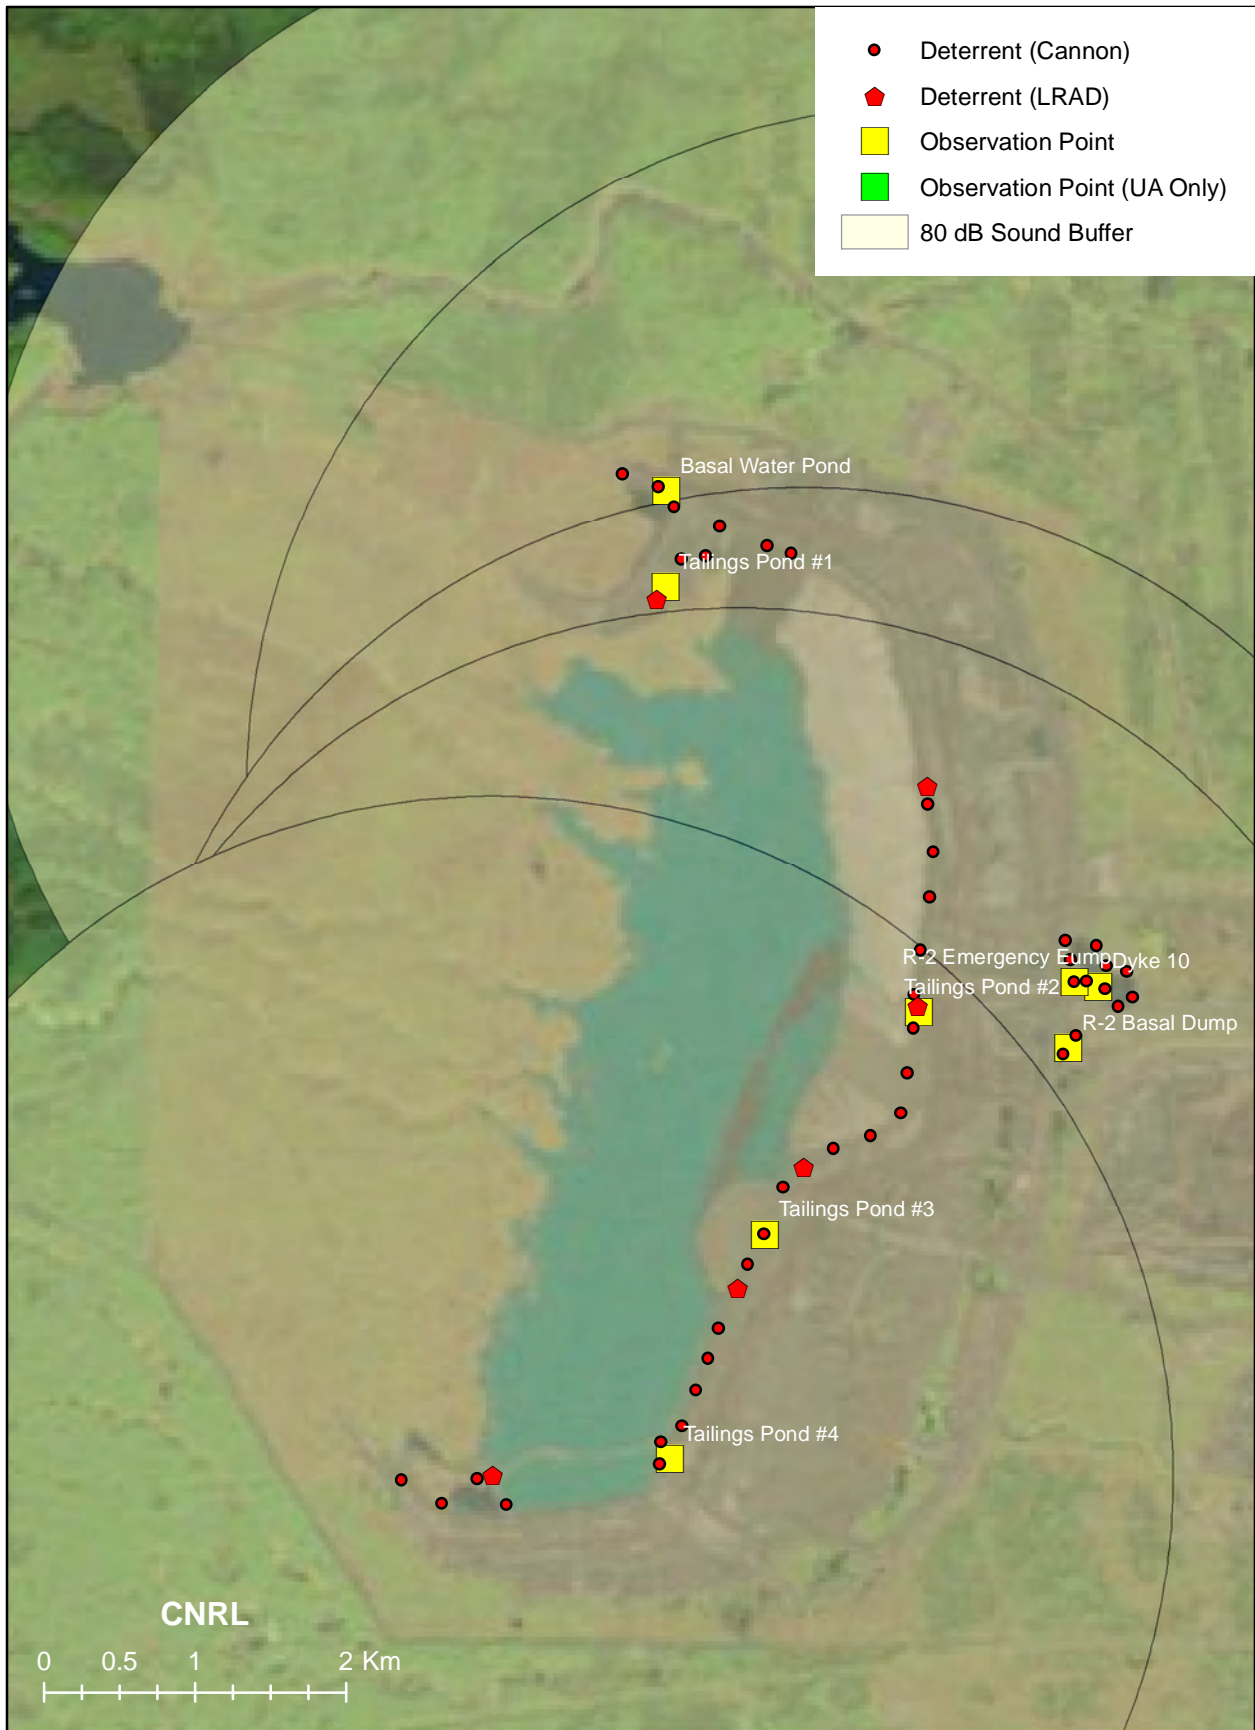 Deterrent (Cannon)
Deterrent (LRAD)
Observation Point
Observation Point (UA Only)
80 dB Sound Buffer
Basal Water Pond
Tailings Pond #1
R-2 Emergency Eump
Dyke 10
Tailings Pond #2
R-2 Basal Dump
Tailings Pond #3
Tailings Pond #4
CNRL
0 0.5 1 2 Km